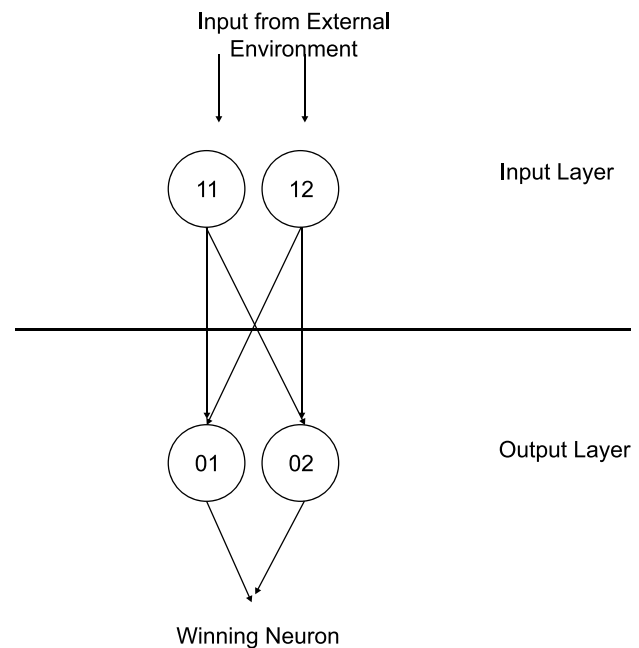 Input from External
Environment
11
12
Input Layer
01
02
Output Layer
Winning Neuron